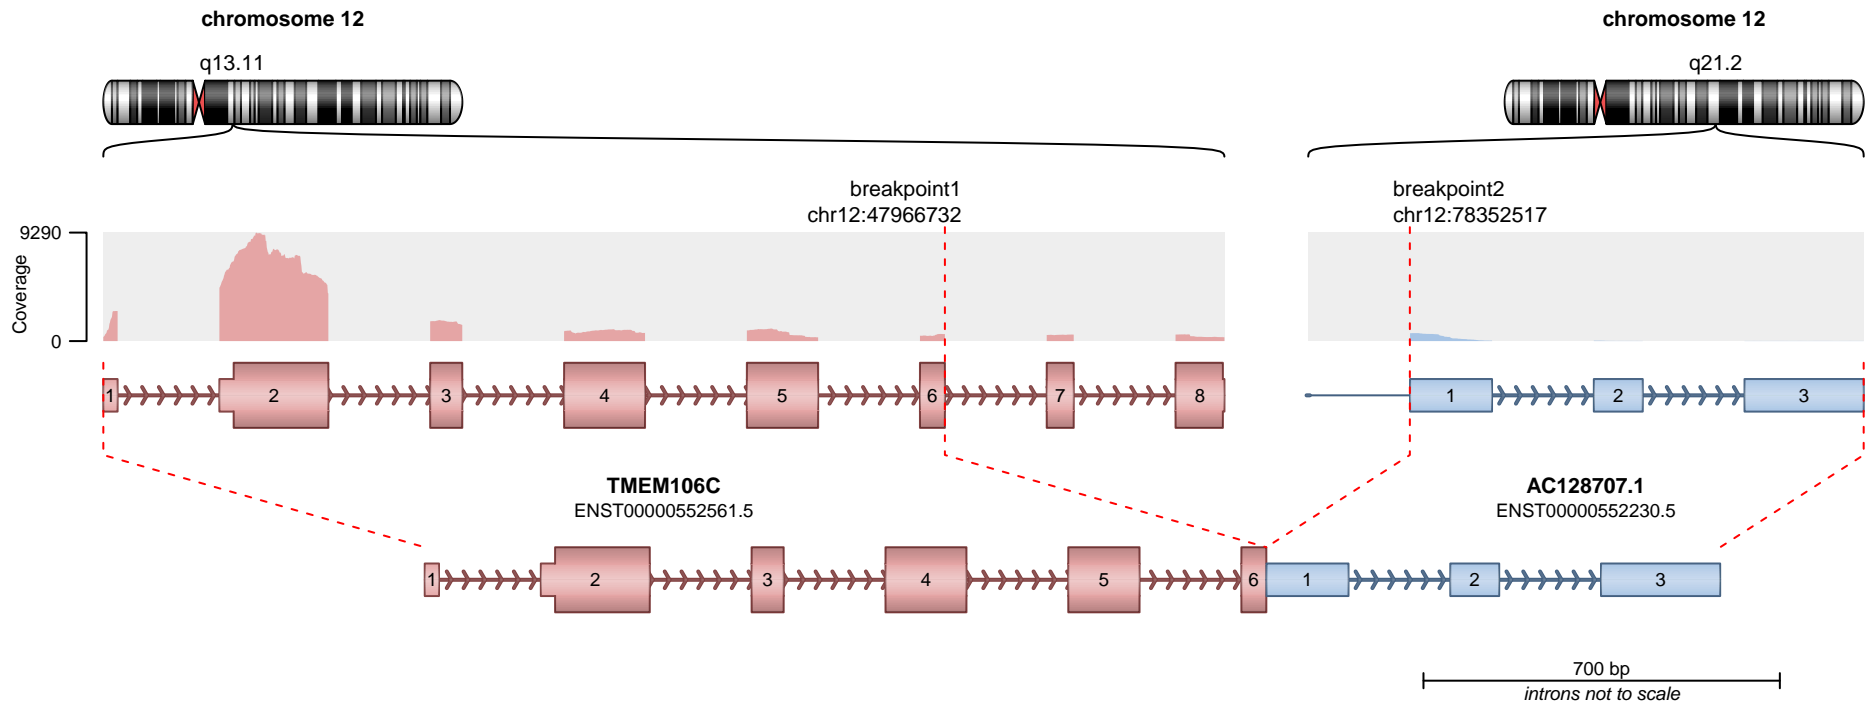 chromosome 12
chromosome 12
q13.11
q21.2
breakpoint1
chr12:47966732
breakpoint2
chr12:78352517
9290
Coverage
0
1 2 3 4 5 6 7 8
1 2 3
TMEM106C
ENST00000552561.5
AC128707.1
ENST00000552230.5
1 2 3 4 5 6 1 2 3
700 bp
introns not to scale